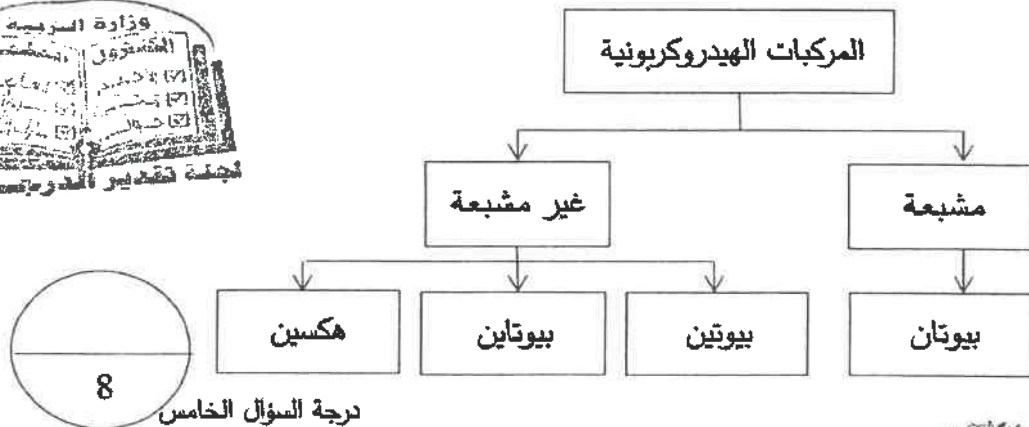 وزارة التربية
لجنة تقدير الدرجات
المركبات الهيدروكربونية
مشبعة
غير مشبعة
بيوتان
بيوتين
بيوتاين
هكسين
8
درجة السؤال الخامس